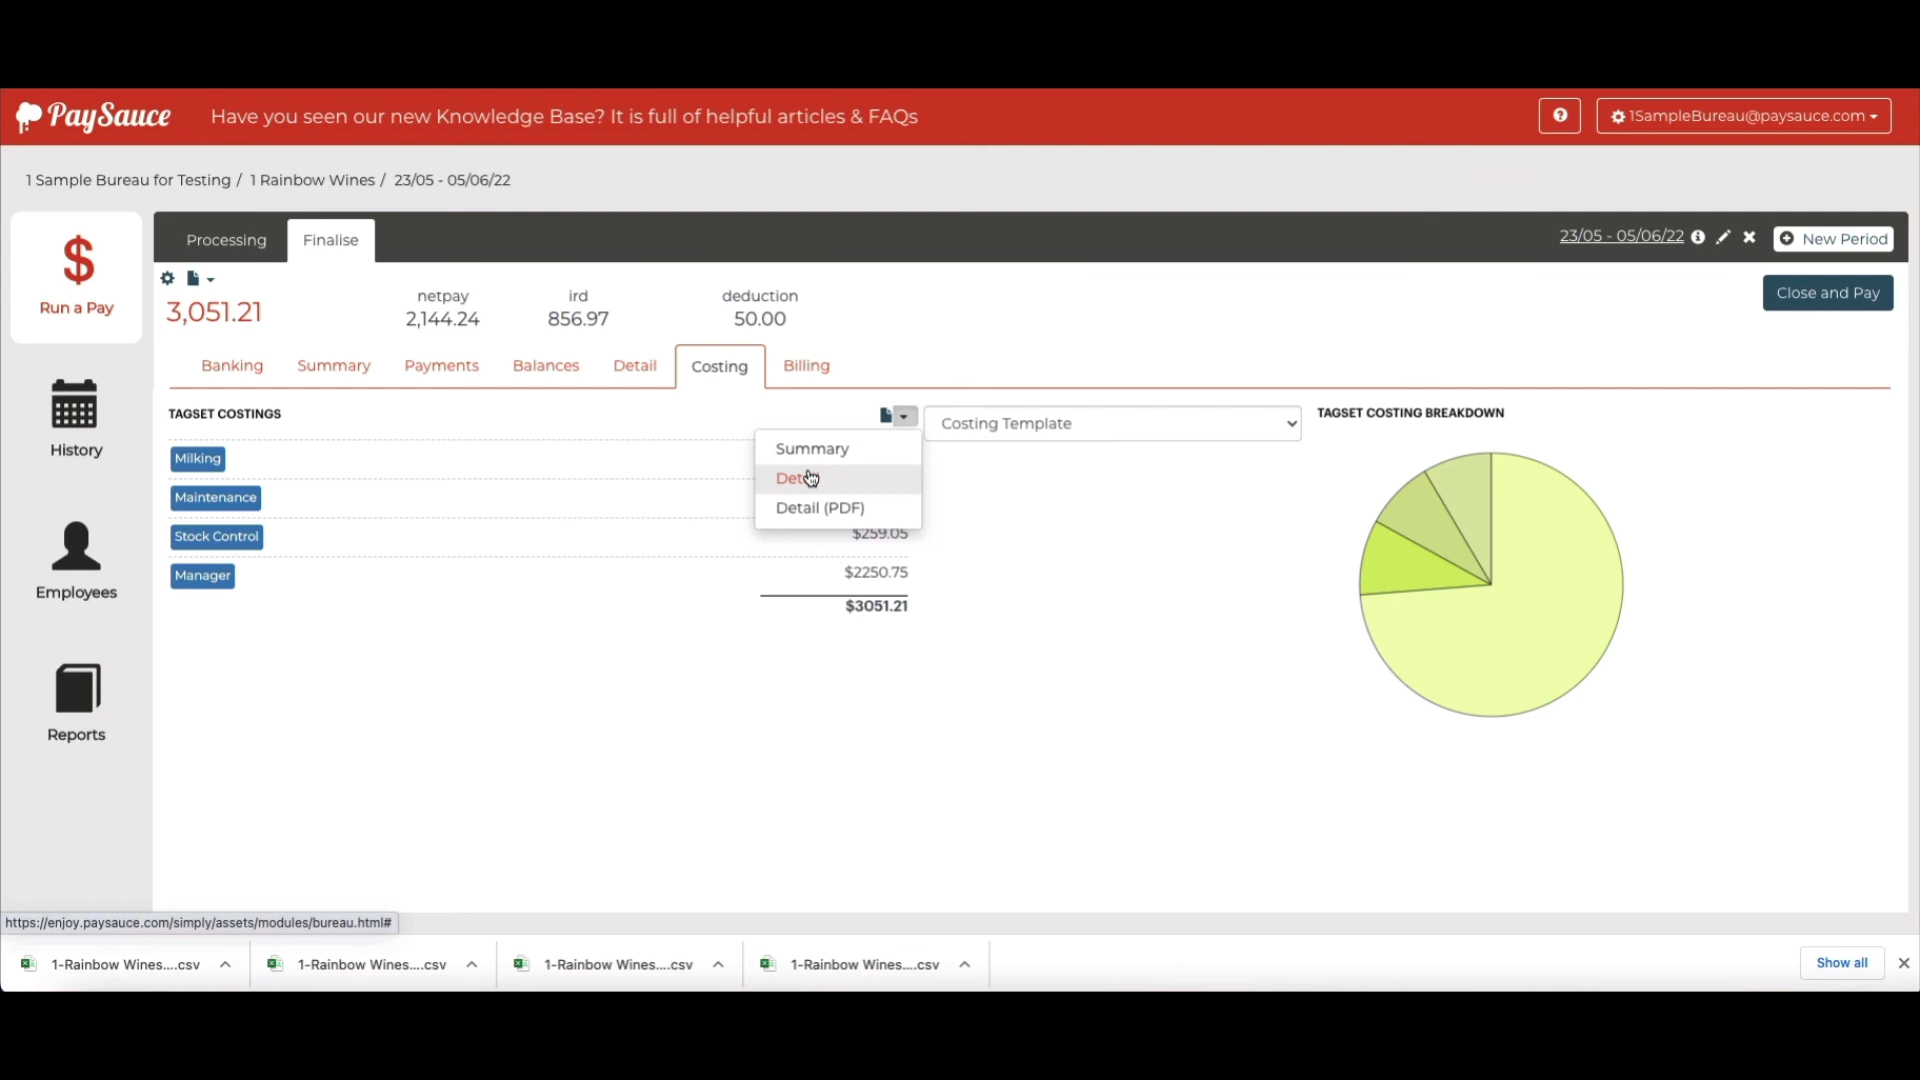 PaySauce
Have you seen our new Knowledge Base? It is full of helpful articles & FAQs
1SampleBureau@paysauce.com
1 Sample Bureau for Testing / 1 Rainbow Wines / 23/05 - 05/06/22
Run a Pay
History
Employees
Reports
Processing
Finalise
23/05 - 05/06/22
New Period
3,051.21
netpay
2,144.24
ird
856.97
deduction
50.00
Close and Pay
Banking
Summary
Payments
Balances
Detail
Costing
Billing
TAGSET COSTINGS
Costing Template
TAGSET COSTING BREAKDOWN
Summary
Detail (PDF)
Milking
Maintenance
Stock Control
$259.05
Manager
$2250.75
$3051.21
https://enjoy.paysauce.com/simply/assets/modules/bureau.html#
1-Rainbow Wines....csv
1-Rainbow Wines....csv
1-Rainbow Wines....csv
1-Rainbow Wines....csv
Show all